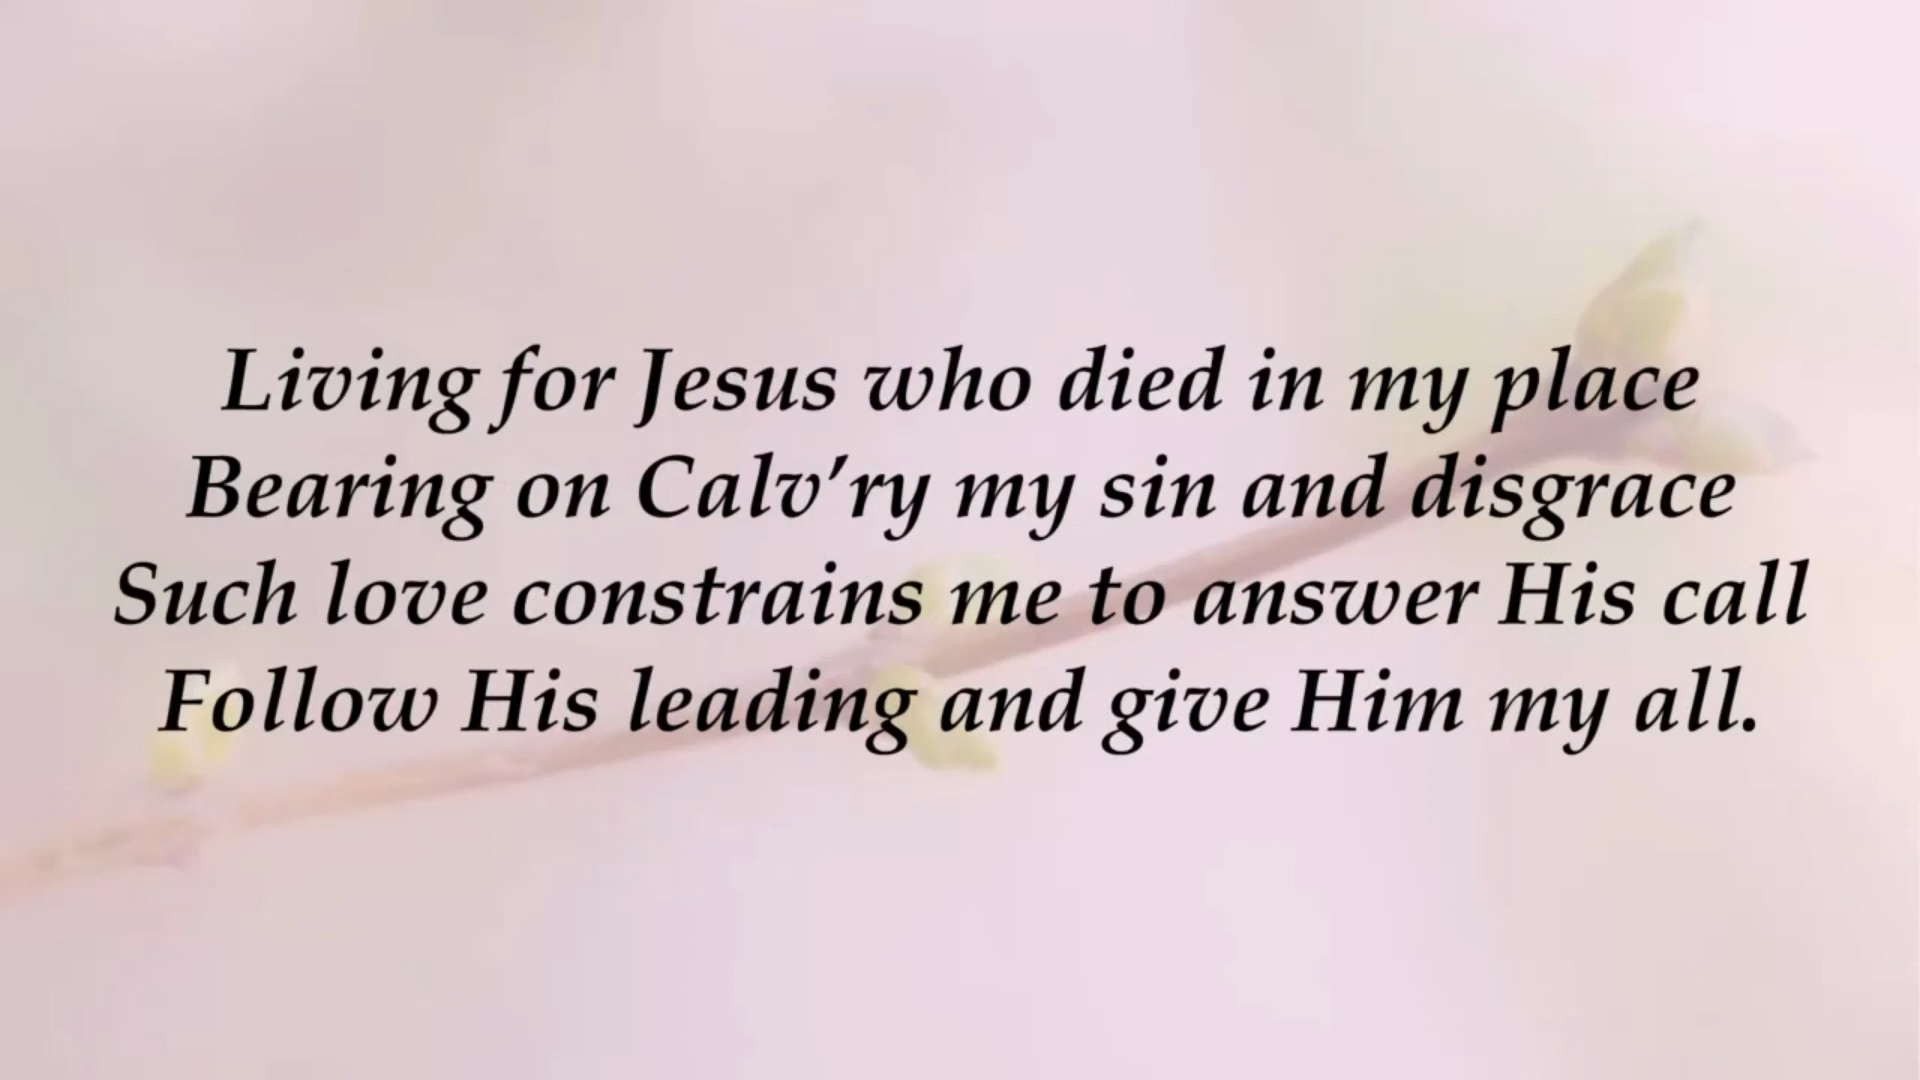 Living for Jesus who died in my place
Bearing on Calv’ry my sin and disgrace
Such love constrains me to answer His call
Follow His leading and give Him my all.